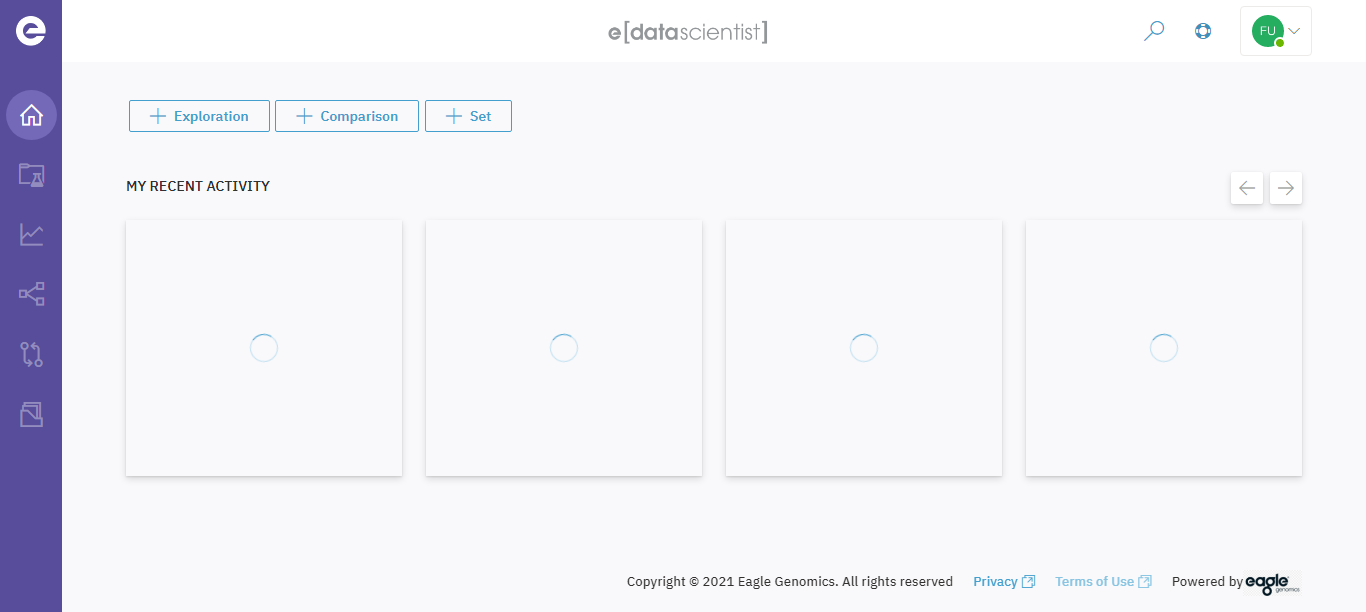 e[datascientist]
FU
Exploration
Comparison
Set
MY RECENT ACTIVITY
Copyright © 2021 Eagle Genomics. All rights reserved Privacy Terms of Use Powered by eagle genomics